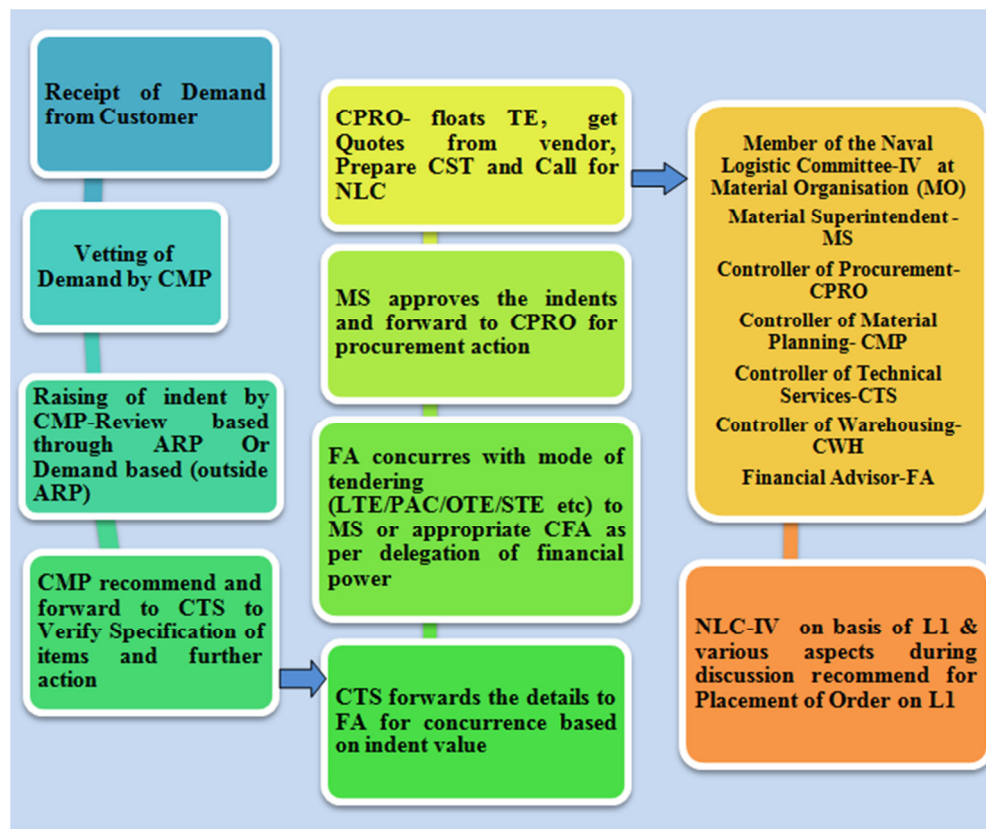 Receipt of Demand
from Customer
Vetting of
Demand by CMP
Raising of indent by
CMP-Review based
through ARP Or
Demand based (outside
ARP)
CMP recommend and
forward to CTS to
Verify Specification of
items and further
action
CTS forwards the details to
FA for concurrence based
on indent value
FA concurres with mode of
tendering
(LTE/PAC/OTE/STE etc) to
MS or appropriate CFA as
per delegation of financial
power
MS approves the indents
and forward to CPRO for
procurement action
CPRO- floats TE, get
Quotes from vendor,
Prepare CST and Call for
NLC
Member of the Naval
Logistic Committee-IV at
Material Organisation (MO)
Material Superintendent -
MS
Controller of Procurement-
CPRO
Controller of Material
Planning- CMP
Controller of Technical
Services-CTS
Controller of Warehousing-
CWH
Financial Advisor-FA
NLC-IV on basis of L1 &
various aspects during
discussion recommend for
Placement of Order on L1